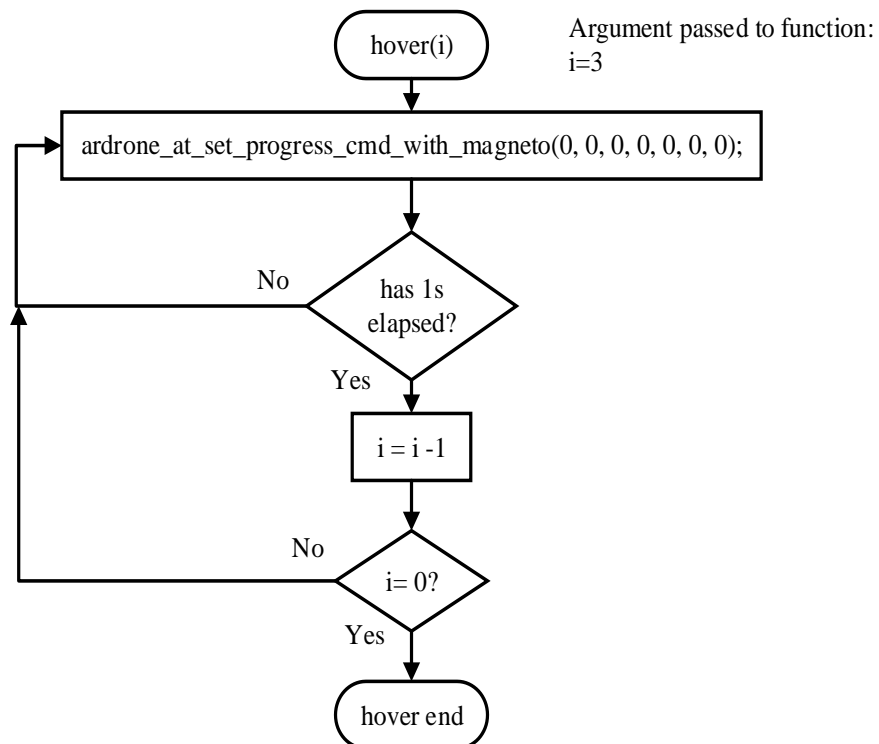 hover(i)
Argument passed to function:
i=3
ardrone_at_set_progress_cmd_with_magneto(0, 0, 0, 0, 0, 0, 0);
No
has 1s
elapsed?
Yes
i = i -1
No
i= 0?
Yes
hover end